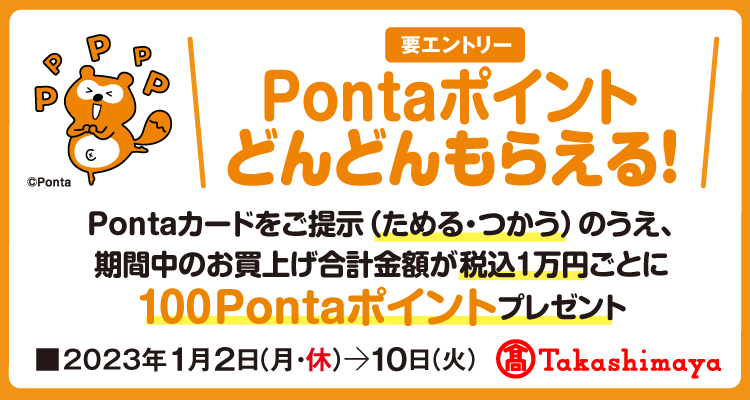 P P P P P
©Ponta
要エントリー
Pontaポイント
どんどんもらえる!
Pontaカードをご提示（ためる・つかう）のうえ、
期間中のお買上げ合計金額が税込1万円ごとに
100Pontaポイントプレゼント
■2023年1月2日(月・休)→10日(火)
髙 Takashimaya